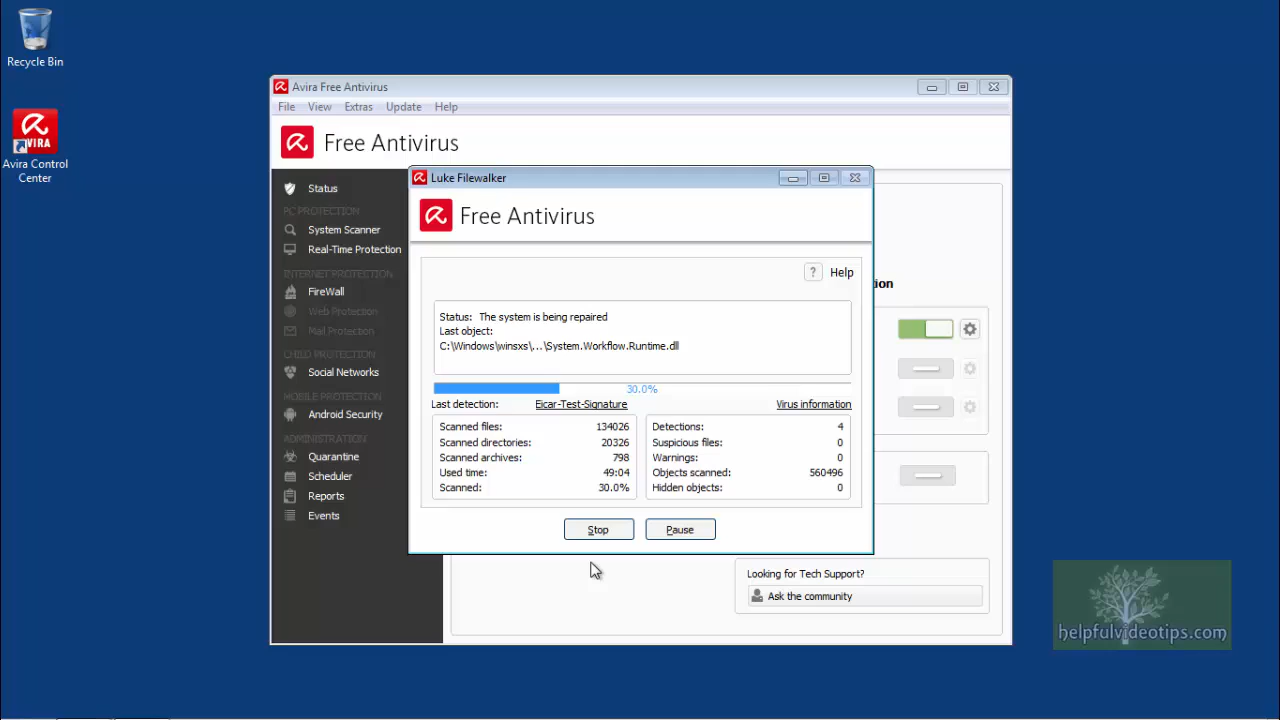 Recycle Bin
AVIRA
Avira Control
Center
Avira Free Antivirus
File View Extras Update Help
Free Antivirus
Status
PC PROTECTION
System Scanner
Real-Time Protection
INTERNET PROTECTION
FireWall
Web Protection
Mail Protection
CHILD PROTECTION
Social Networks
MOBILE PROTECTION
Android Security
ADMINISTRATION
Quarantine
Scheduler
Reports
Events
Luke Filewalker
Free Antivirus
? Help
Status: The system is being repaired
Last object:
C:\Windows\winsxs\...\System.Workflow.Runtime.dll
30.0%
Last detection: Eicar-Test-Signature Virus information
Scanned files: 134026
Scanned directories: 20326
Scanned archives: 798
Used time: 49:04
Scanned: 30.0%
Detections: 4
Suspicious files: 0
Warnings: 0
Objects scanned: 560496
Hidden objects: 0
Stop Pause
tion
Looking for Tech Support?
Ask the community
helpfulvideotips.com